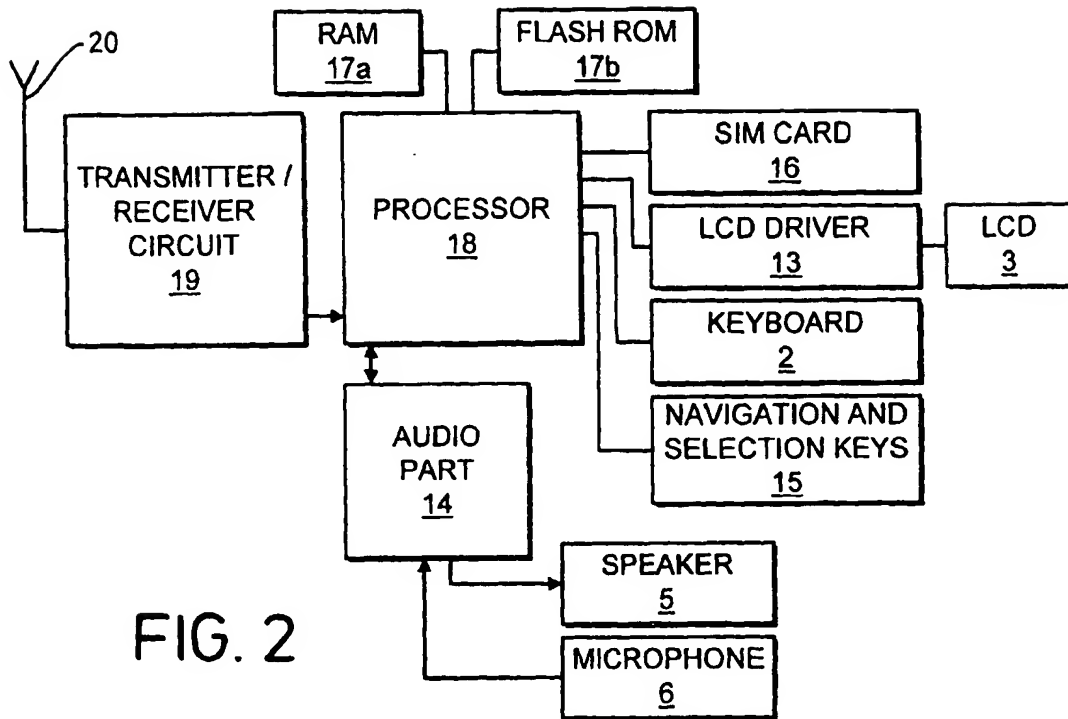 20
RAM
17a
FLASH ROM
17b
TRANSMITTER /
RECEIVER
CIRCUIT
19
PROCESSOR
18
SIM CARD
16
LCD DRIVER
13
LCD
3
KEYBOARD
2
NAVIGATION AND
SELECTION KEYS
15
AUDIO
PART
14
SPEAKER
5
MICROPHONE
6
FIG. 2